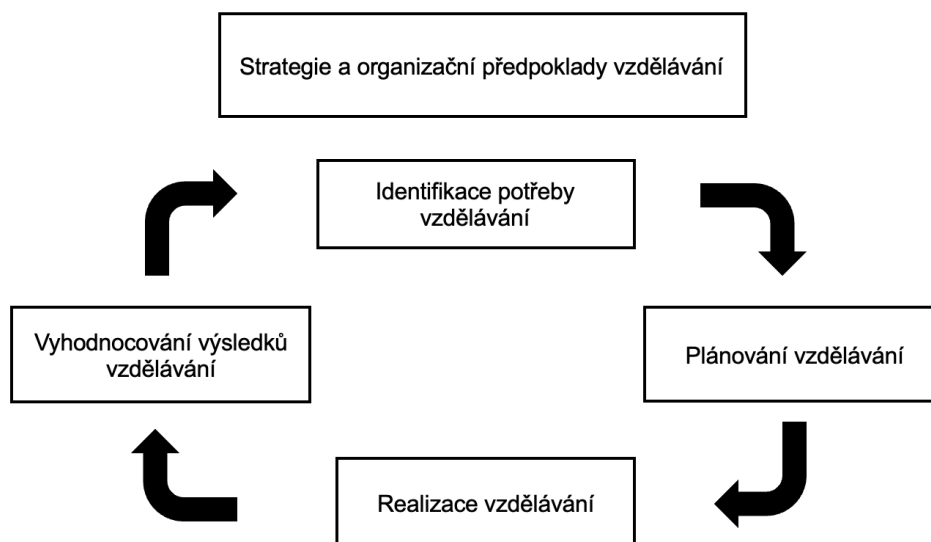 Strategie a organizační předpoklady vzdělávání
Identifikace potřeby
vzdělávání
Vyhodnocování výsledků
vzdělávání
Plánování vzdělávání
Realizace vzdělávání